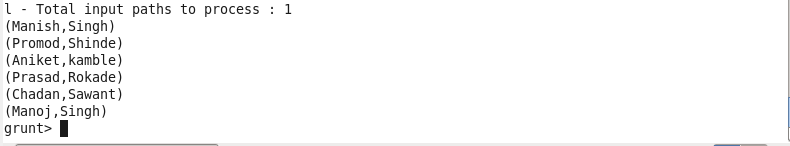 l - Total input paths to process : 1
(Manish,Singh)
(Promod,Shinde)
(Aniket,kamble)
(Prasad,Rokade)
(Chadan,Sawant)
(Manoj,Singh)
grunt>